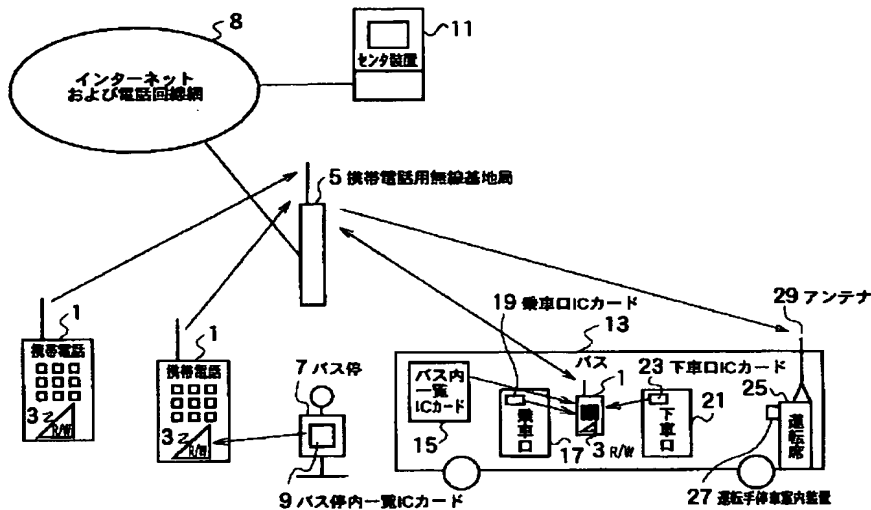 8
11
センタ装置
インターネット
および電話回線網
5 携帯電話用無線基地局
1
携帯電話
3
R/W
1
携帯電話
3
R/W
7 バス停
9 バス停内一覧ICカード
19 乗車口ICカード
13
バス
29 アンテナ
バス内
一覧
ICカード
15
乗車口
17
1
3 R/W
23 下車口ICカード
下車口
21
25
運転席
27 運転手停車案内装置